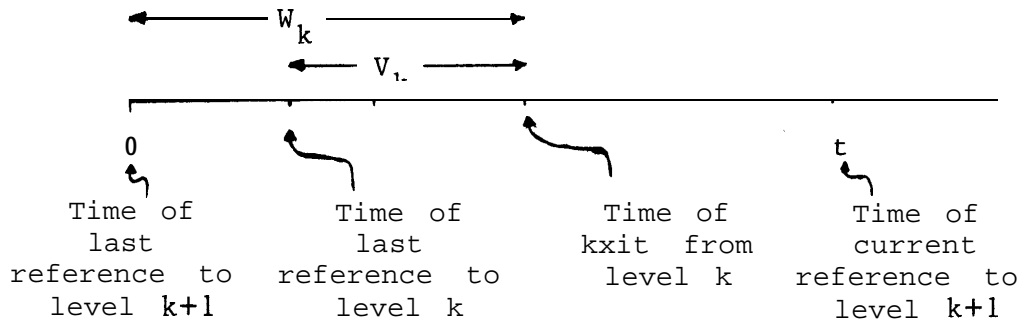 W_k
V
0
t
Time of
last
reference to
level k+1
Time of
last
reference to
level k
Time of
kxit from
level k
Time of
current
reference to
level k+1